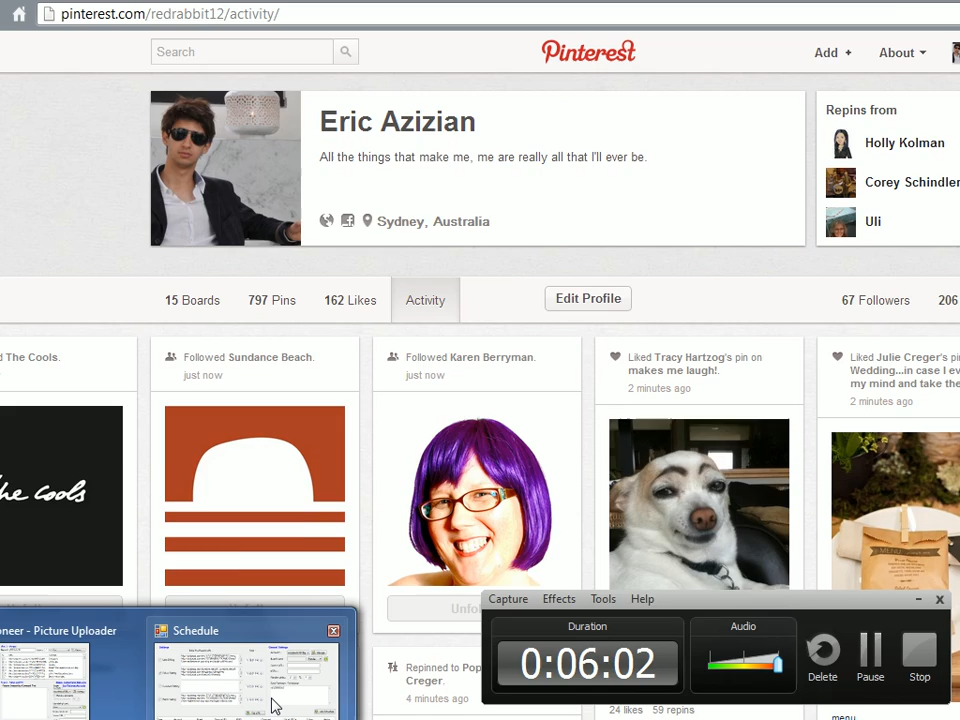 pinterest.com/redrabbit12/activity/
Search
Pinterest
Add +
About
Eric Azizian
All the things that make me, me are really all that I'll ever be.
Sydney, Australia
Repins from
Holly Kolman
Corey Schindler
Uli
15 Boards
797 Pins
162 Likes
Activity
Edit Profile
67 Followers
206
The Cools.
Followed Sundance Beach.
just now
Followed Karen Berryman.
just now
Liked Tracy Hartzog's pin on
makes me laugh!.
2 minutes ago
Liked Julie Creger's pi
Wedding...in case I ev
my mind and take the
2 minutes ago
he cools
MENU
Unfol
Repinned to Pop
Creger.
4 minutes ago
24 likes 59 repins
menu
oneer - Picture Uploader
Schedule
Capture Effects Tools Help
Duration
0:06:02
Audio
Delete
Pause
Stop